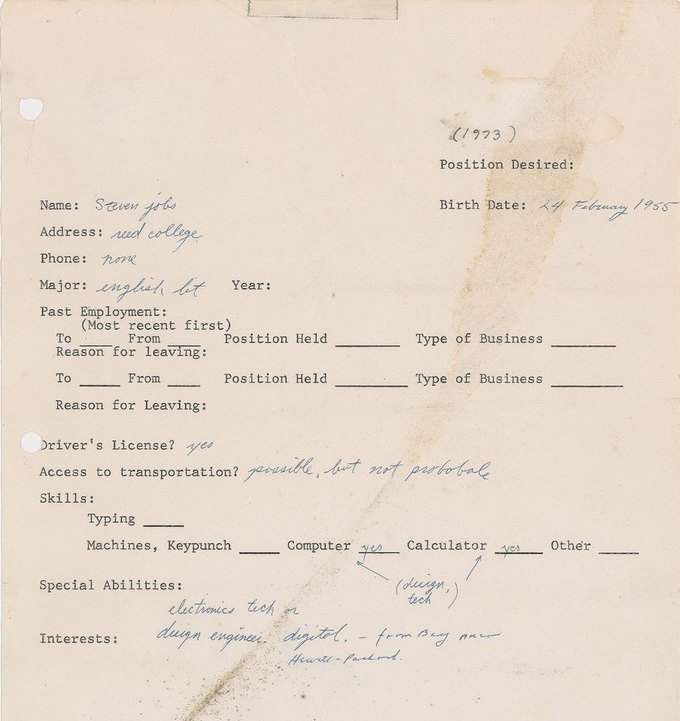 (1973)
Position Desired:
Name: Steven jobs Birth Date: 24 February 1955
Address: reed college
Phone: none
Major: english lit Year:
Past Employment:
(Most recent first)
To ____ From ____ Position Held ________ Type of Business ________
Reason for leaving:
To _____ From ____ Position Held ________ Type of Business _________
Reason for Leaving:
Driver's License? yes
Access to transportation? possible, but not probobale
Skills:
Typing _____
Machines, Keypunch _____ Computer yes Calculator yes Other _____
(design,
tech)
Special Abilities:
electronics tech or
Interests: design engineer digital. - from Bay near
Hewitt-Packard.